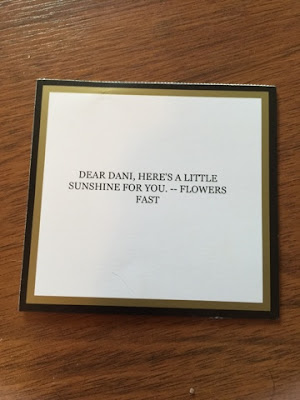 DEAR DANI, HERE'S A LITTLE
SUNSHINE FOR YOU. -- FLOWERS
FAST